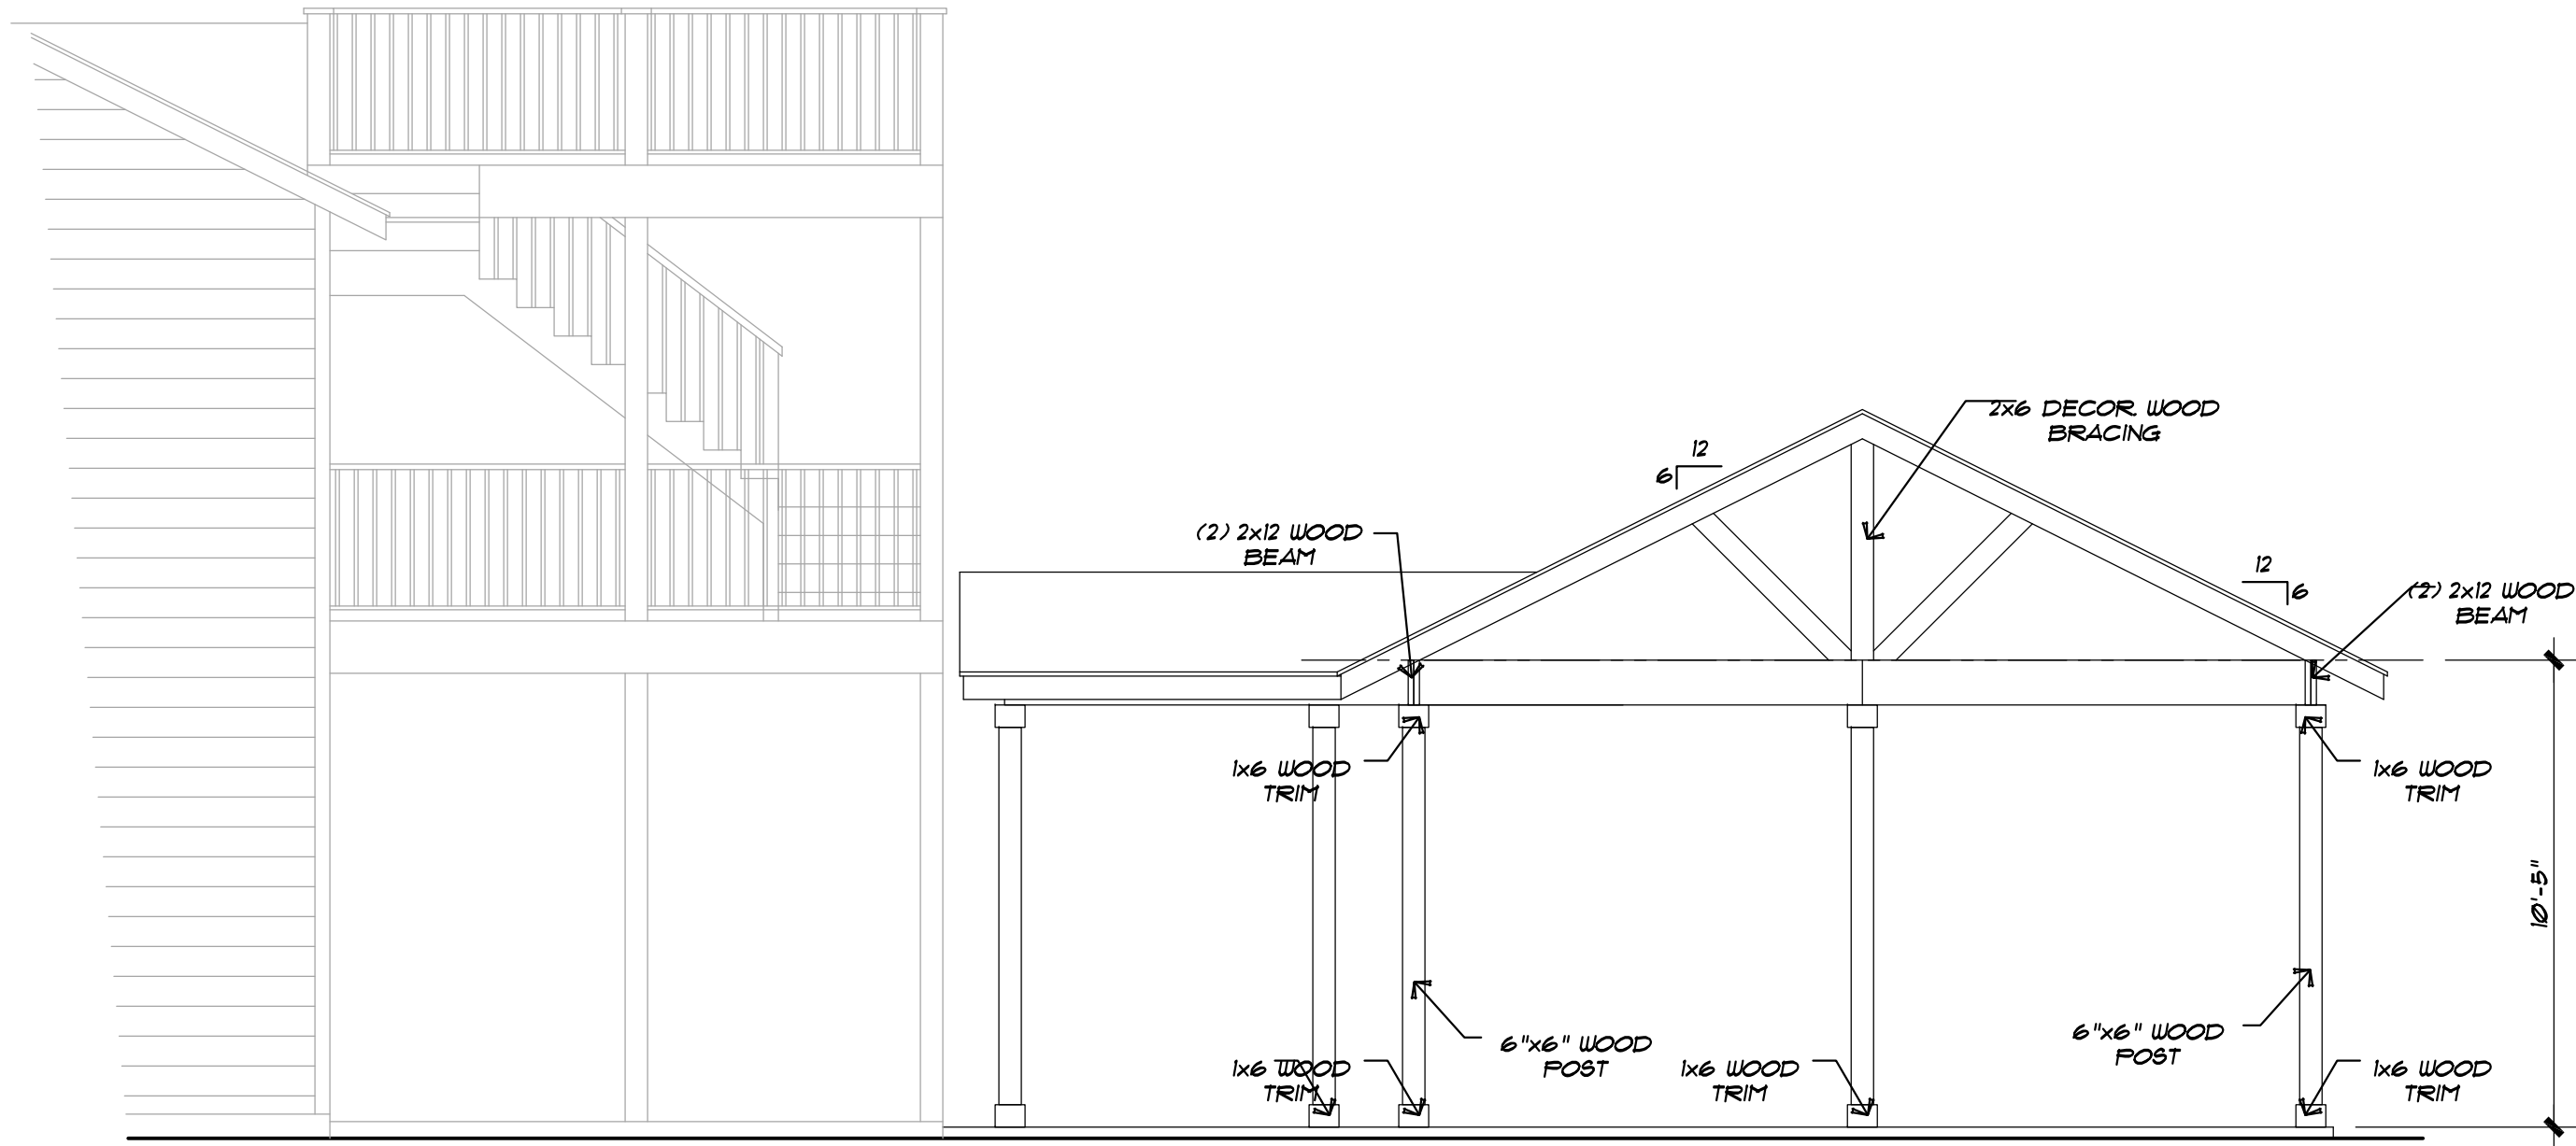 2x6 DECOR. WOOD
BRACING
12
6
(2) 2x12 WOOD
BEAM
12
6
(2) 2x12 WOOD
BEAM
1x6 WOOD
TRIM
1x6 WOOD
TRIM
10'-5"
6"x6" WOOD
POST
6"x6" WOOD
POST
1x6 WOOD
TRIM
1x6 WOOD
TRIM
1x6 WOOD
TRIM